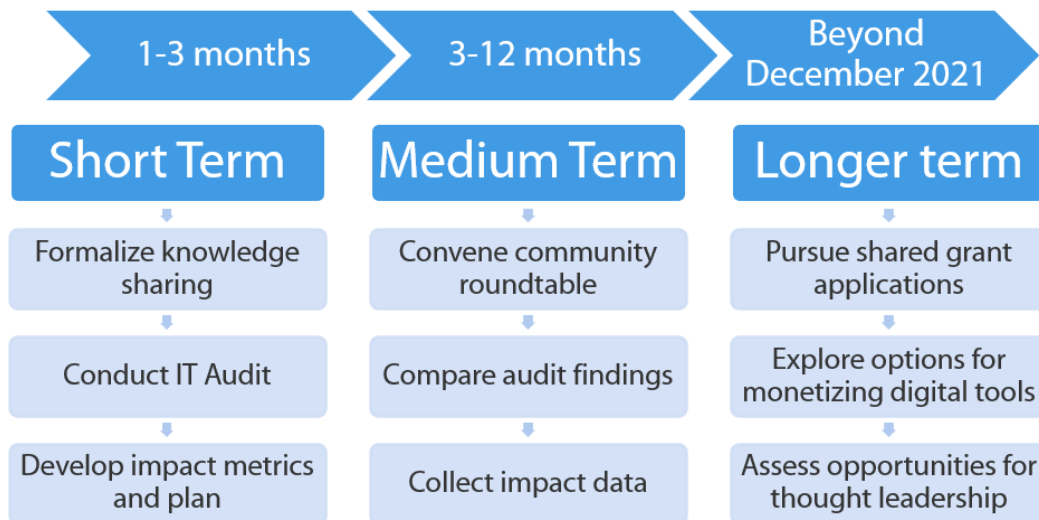 1-3 months
3-12 months
Beyond
December 2021
Short Term
Medium Term
Longer term
Formalize knowledge
sharing
Convene community
roundtable
Pursue shared grant
applications
Conduct IT Audit
Compare audit findings
Explore options for
monetizing digital tools
Develop impact metrics
and plan
Collect impact data
Assess opportunities for
thought leadership